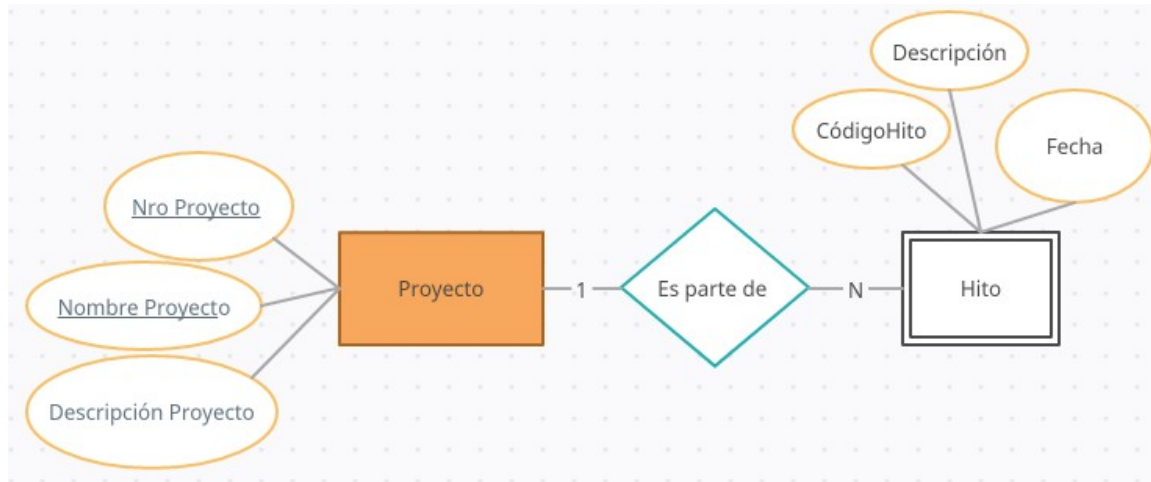 Descripción
CódigoHito
Fecha
Nro Proyecto
Nombre Proyecto
Descripción Proyecto
Proyecto
1
Es parte de
N
Hito